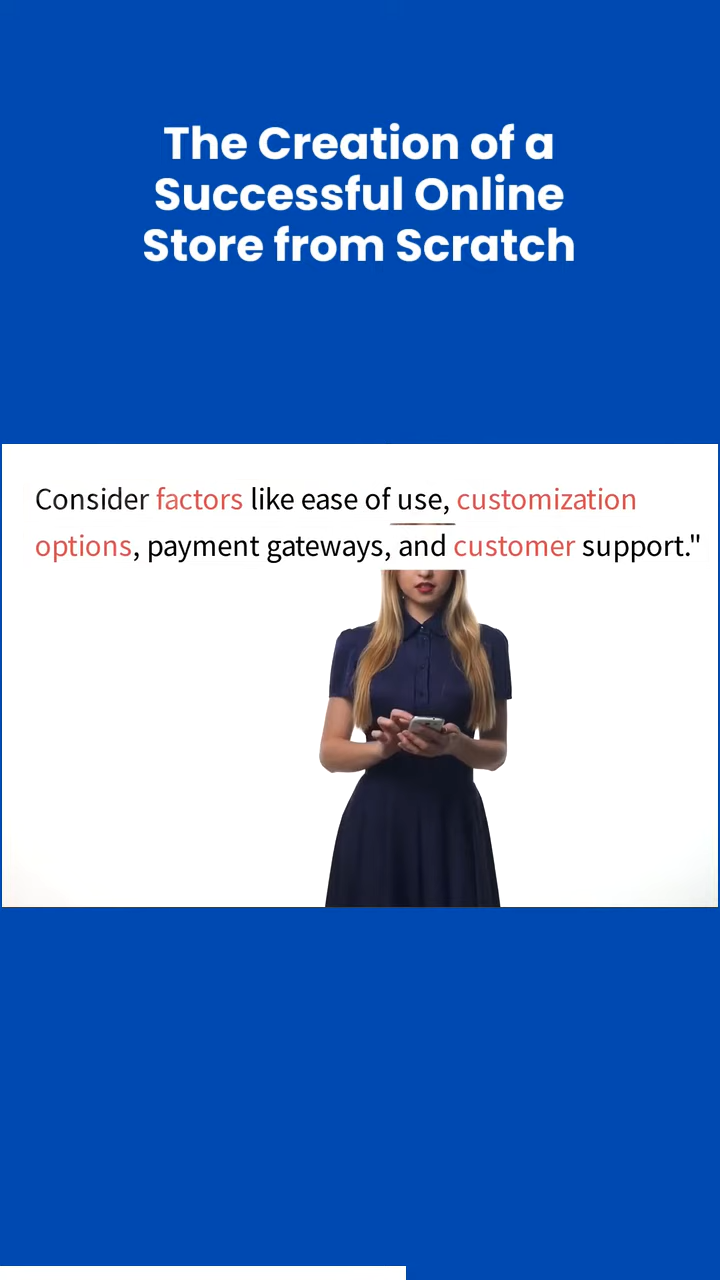 The Creation of a
Successful Online
Store from Scratch
Consider factors like ease of use, customization
options, payment gateways, and customer support."